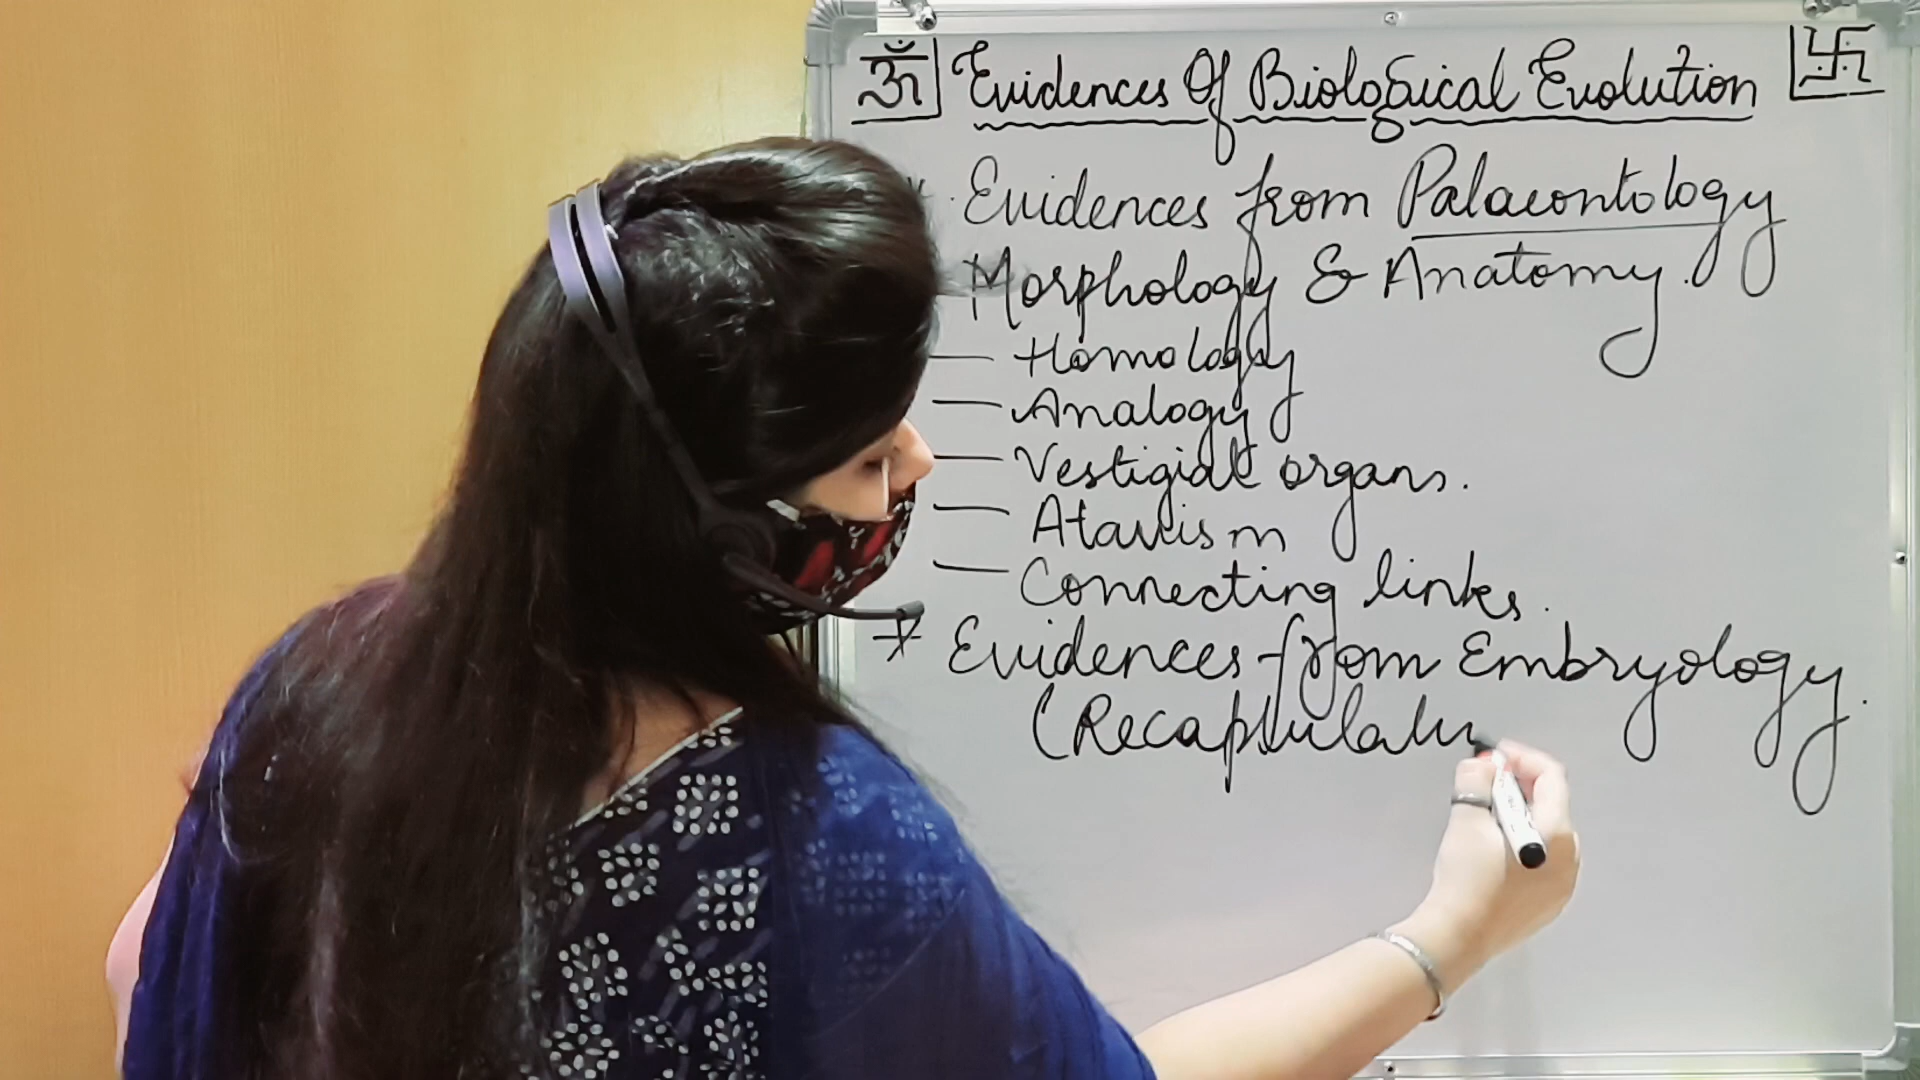 ॐ Evidences Of Biological Evolution 卐
Evidences from Palaeontology
Morphology & Anatomy.
— Homology
— Analogy
— Vestigial organs.
— Atavism
— Connecting links.
* Evidences from Embryology.